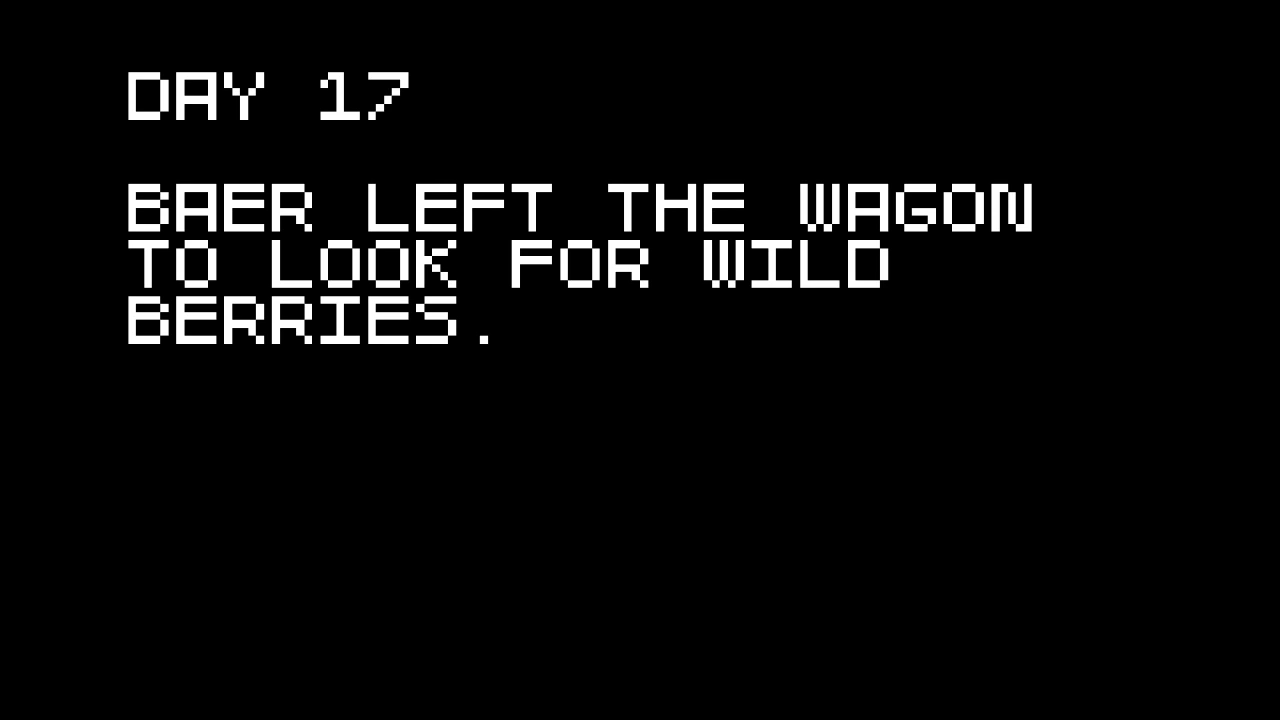 DAY 17
BAER LEFT THE WAGON
TO LOOK FOR WILD
BERRIES.